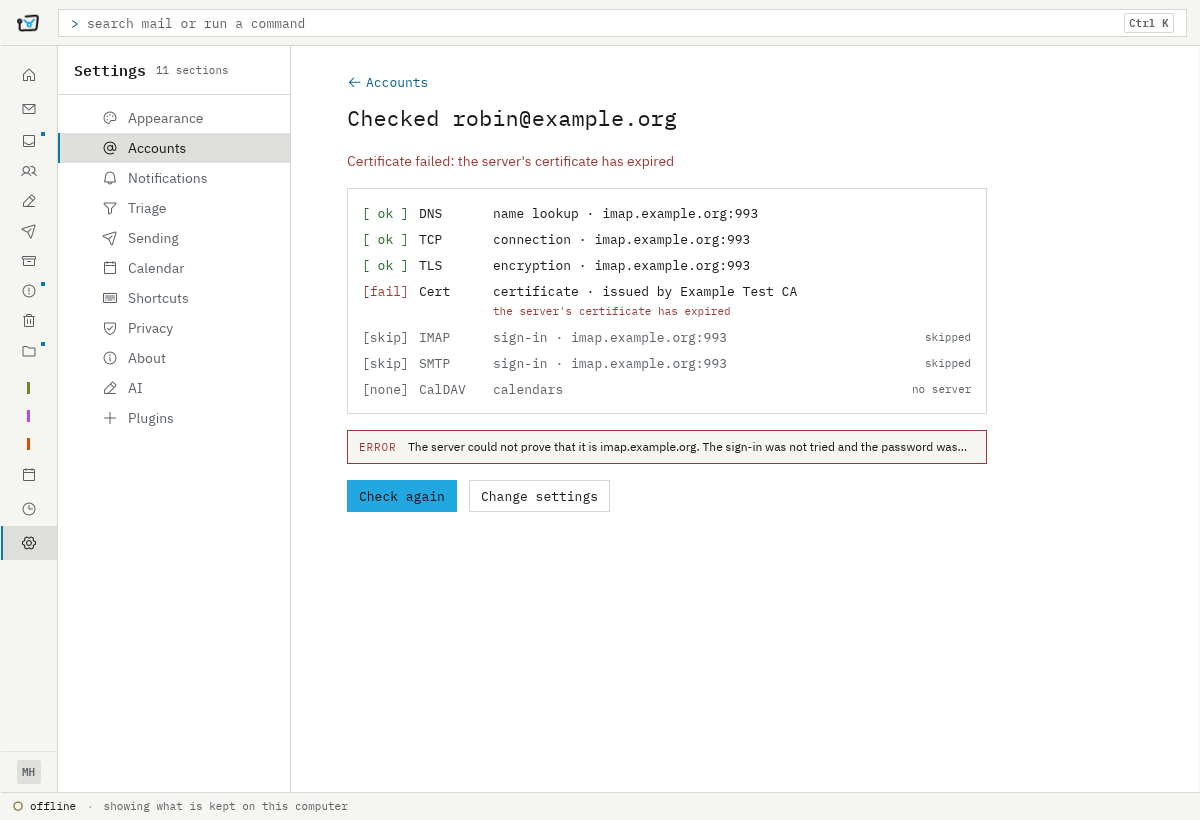 > search mail or run a command Ctrl K
Settings 11 sections
Appearance
Accounts
Notifications
Triage
Sending
Calendar
Shortcuts
Privacy
About
AI
Plugins
MH
← Accounts
Checked robin@example.org
Certificate failed: the server's certificate has expired
[ ok ] DNS name lookup · imap.example.org:993
[ ok ] TCP connection · imap.example.org:993
[ ok ] TLS encryption · imap.example.org:993
[fail] Cert certificate · issued by Example Test CA
the server's certificate has expired
[skip] IMAP sign-in · imap.example.org:993 skipped
[skip] SMTP sign-in · imap.example.org:993 skipped
[none] CalDAV calendars no server
ERROR The server could not prove that it is imap.example.org. The sign-in was not tried and the password was...
Check again Change settings
offline · showing what is kept on this computer